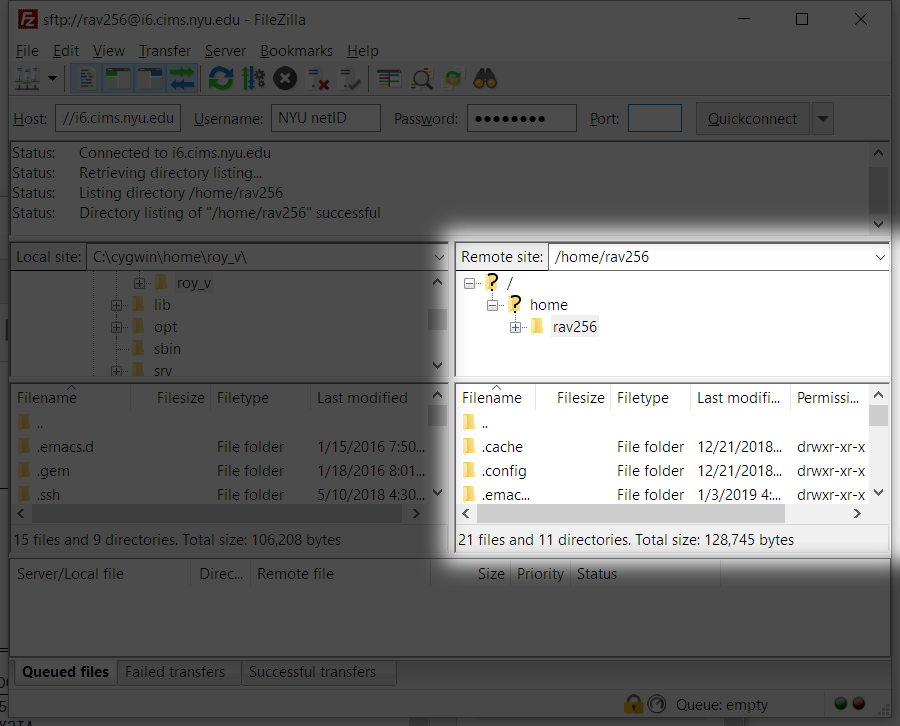 sftp://rav256@i6.cims.nyu.edu - FileZilla
File Edit View Transfer Server Bookmarks Help
Host: //i6.cims.nyu.edu Username: NYU netID Password: ●●●●●●●● Port: Quickconnect
Status: Connected to i6.cims.nyu.edu
Status: Retrieving directory listing...
Status: Listing directory /home/rav256
Status: Directory listing of "/home/rav256" successful
Local site: C:\cygwin\home\roy_v\
roy_v
lib
opt
sbin
srv
Filename Filesize Filetype Last modified
..
.emacs.d File folder 1/15/2016 7:50...
.gem File folder 1/18/2016 8:01...
.ssh File folder 5/10/2018 4:30...
15 files and 9 directories. Total size: 106,208 bytes
Remote site: /home/rav256
? /
? home
rav256
Filename Filesize Filetype Last modifi... Permissi...
..
.cache File folder 12/21/2018... drwxr-xr-x
.config File folder 12/21/2018... drwxr-xr-x
.emac... File folder 1/3/2019 4:... drwxr-xr-x
21 files and 11 directories. Total size: 128,745 bytes
Server/Local file Direc... Remote file Size Priority Status
Queued files Failed transfers Successful transfers
Queue: empty